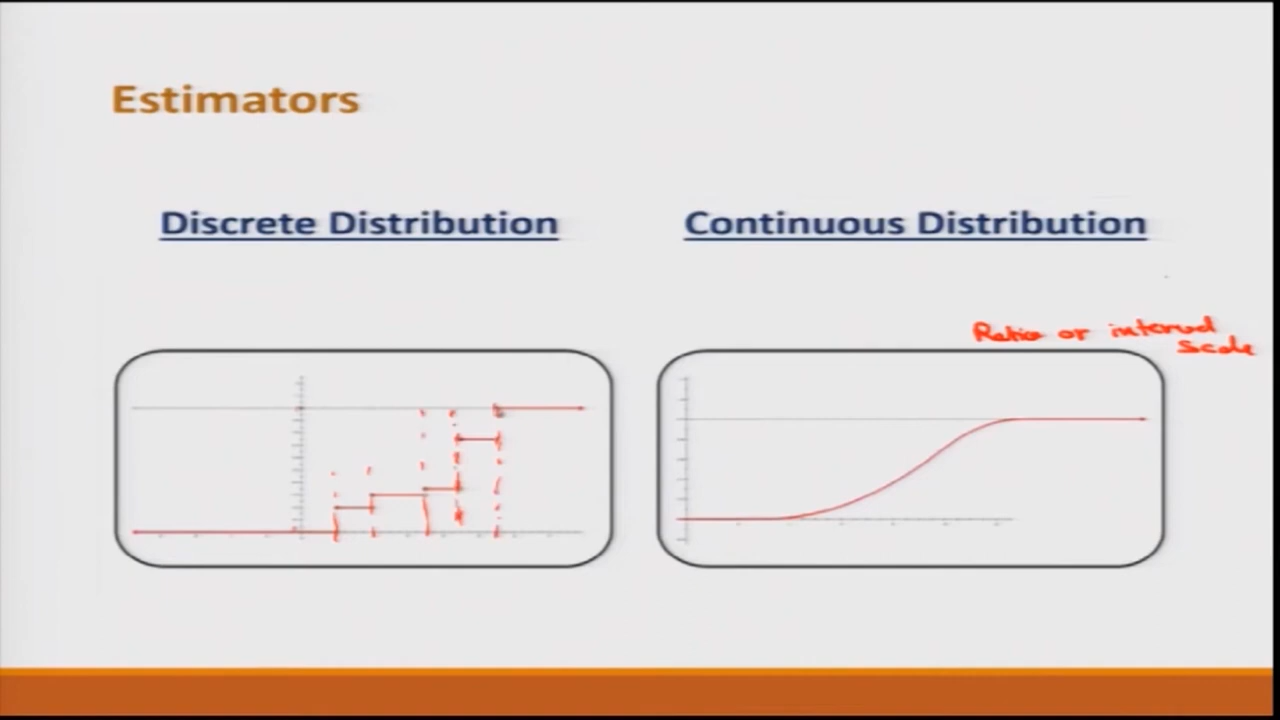 Estimators
Discrete Distribution
Continuous Distribution
Ratio or interval
scale